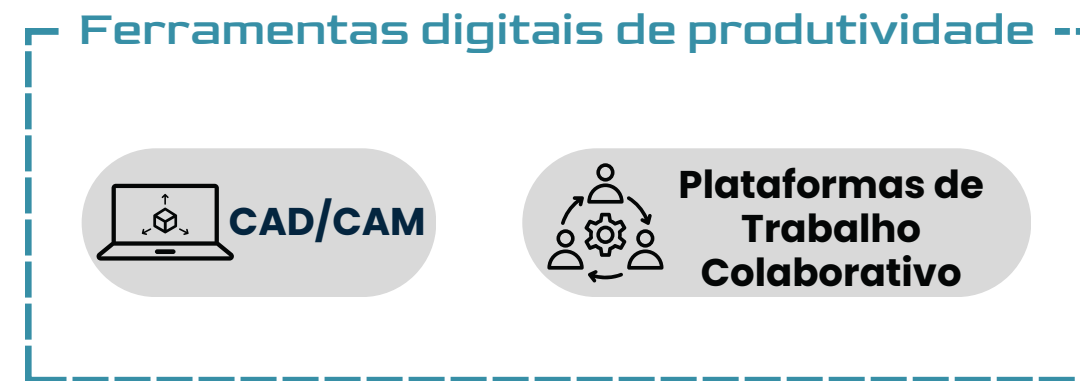 Ferramentas digitais de produtividade
CAD/CAM
Plataformas de
Trabalho
Colaborativo